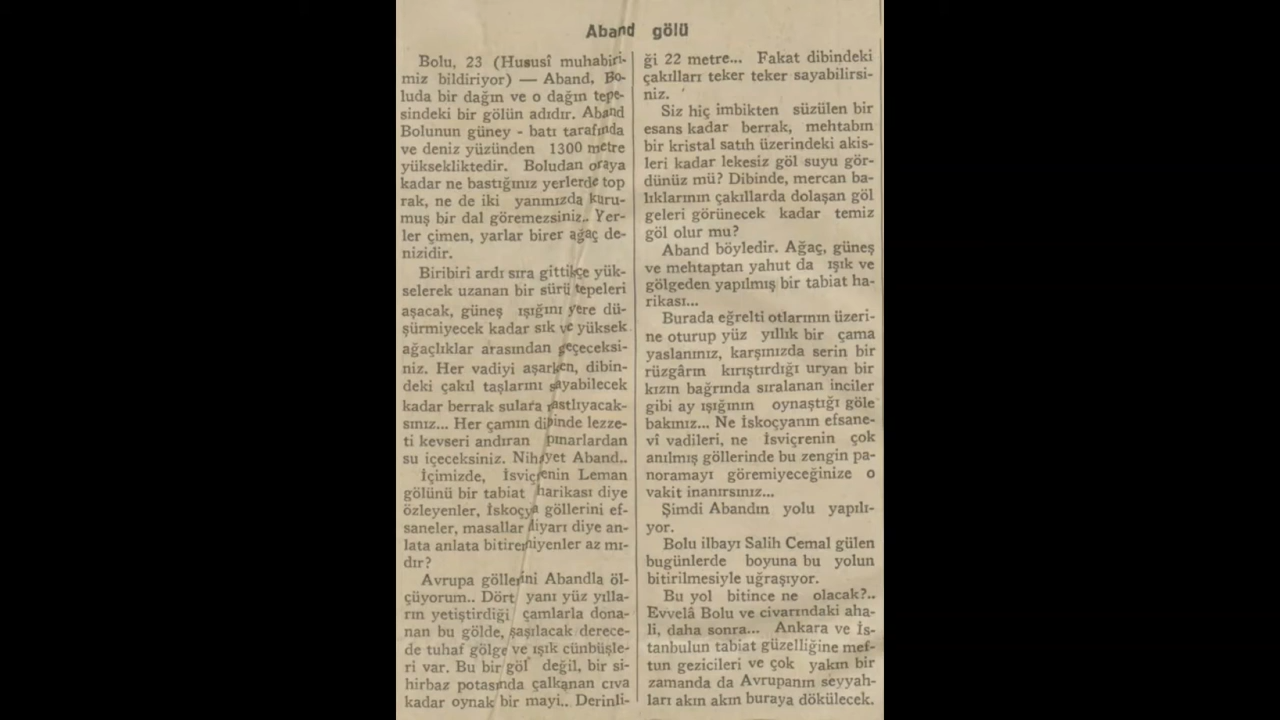 Aband gölü
Bolu, 23 (Hususî muhabiri-
miz bildiriyor) — Aband, Bo-
luda bir dağın ve o dağın tepe-
sindeki bir gölün adıdır. Aband
Bolunun güney - batı tarafında
ve deniz yüzünden 1300 metre
yüksekliktedir. Boludan oraya
kadar ne bastığınız yerlerde top
rak, ne de iki yanınızda kuru-
muş bir dal göremezsiniz.. Yer-
ler çimen, yarlar birer ağaç de-
nizidir.
Biribiri ardı sıra gittikçe yük-
selerek uzanan bir sürü tepeleri
aşacak, güneş ışığını yere dü-
şürmiyecek kadar sık ve yüksek
ağaçlıklar arasından geçeceksi-
niz. Her vadiyi aşarken, dibin-
deki çakıl taşlarını sayabilecek
kadar berrak sulara rastlıyacak-
sınız... Her çamın dibinde lezze-
ti kevseri andıran pınarlardan
su içeceksiniz. Nihayet Aband..
İçimizde, İsviçrenin Leman
gölünü bir tabiat harikası diye
özleyenler, İskoçya göllerini ef-
saneler, masallar diyarı diye an-
lata anlata bitiremiyenler az mı-
dır?
Avrupa göllerini Abandla öl-
çüyorum.. Dört yanı yüz yılla-
rın yetiştirdiği çamlarla dona-
nan bu gölde, şaşılacak derece-
de tuhaf gölge ve ışık cünbüşle-
ri var. Bu bir göl değil, bir si-
hirbaz potasında çalkanan cıva
kadar oynak bir mayi.. Derinli-
ği 22 metre... Fakat dibindeki
çakılları teker teker sayabilirsi-
niz.
Siz hiç imbikten süzülen bir
esans kadar berrak, mehtabın
bir kristal satıh üzerindeki akis-
leri kadar lekesiz göl suyu gör-
dünüz mü? Dibinde, mercan ba-
lıklarının çakıllarda dolaşan göl
geleri görünecek kadar temiz
göl olur mu?
Aband böyledir. Ağaç, güneş
ve mehtaptan yahut da ışık ve
gölgeden yapılmış bir tabiat ha-
rikası...
Burada eğrelti otlarının üzeri-
ne oturup yüz yıllık bir çama
yaslanınız, karşınızda serin bir
rüzgârın kırıştırdığı uryan bir
kızın bağrında sıralanan inciler
gibi ay ışığının oynaştığı göle
bakınız... Ne İskoçyanın efsane-
vî vadileri, ne İsviçrenin çok
anılmış göllerinde bu zengin pa-
noramayı göremiyeceğinize o
vakit inanırsınız...
Şimdi Abandın yolu yapılı-
yor.
Bolu ilbayı Salih Cemal gülen
bugünlerde boyuna bu yolun
bitirilmesiyle uğraşıyor.
Bu yol bitince ne olacak?..
Evvelâ Bolu ve civarındaki aha-
li, daha sonra... Ankara ve İs-
tanbulun tabiat güzelliğine mef-
tun gezicileri ve çok yakın bir
zamanda da Avrupanın seyyah-
ları akın akın buraya dökülecek.